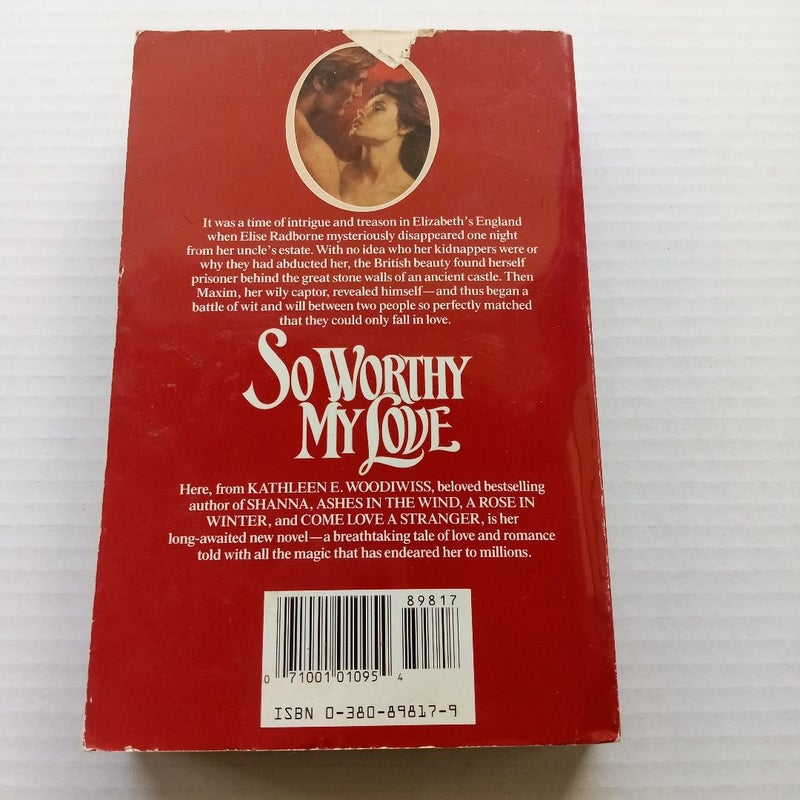 It was a time of intrigue and treason in Elizabeth's England
when Elise Radborne mysteriously disappeared one night
from her uncle's estate. With no idea who her kidnappers were or
why they had abducted her, the British beauty found herself
prisoner behind the great stone walls of an ancient castle. Then
Maxim, her wily captor, revealed himself—and thus began a
battle of wit and will between two people so perfectly matched
that they could only fall in love.
SO WORTHY
MY LOVE
Here, from KATHLEEN E. WOODIWISS, beloved bestselling
author of SHANNA, ASHES IN THE WIND, A ROSE IN
WINTER, and COME LOVE A STRANGER, is her
long-awaited new novel—a breathtaking tale of love and romance
told with all the magic that has endeared her to millions.
89817
0 71001 01095 4
ISBN 0-380-89817-9